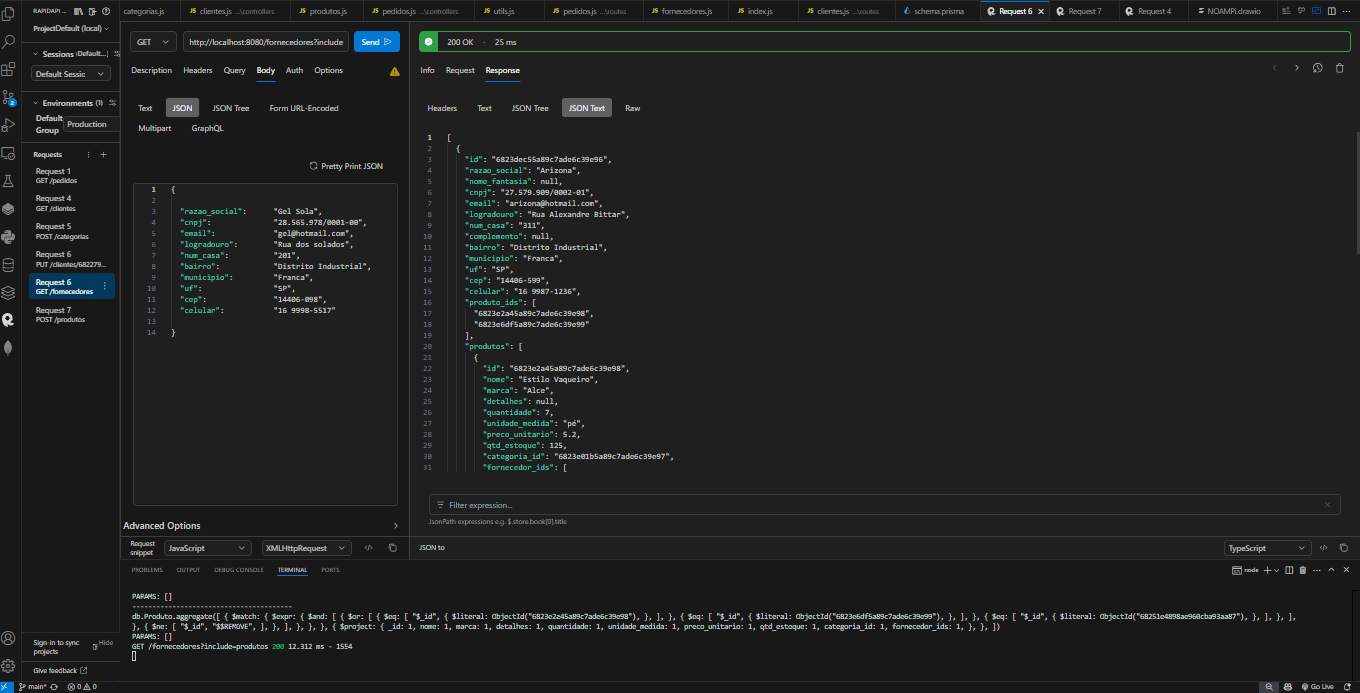 RAPIDAPI ...
categorias.js
JS clientes.js ...\controllers
JS produtos.js
JS pedidos.js ...\controllers
JS utils.js
JS pedidos.js ...\routes
JS fornecedores.js
JS index.js
JS clientes.js ...\routes
schema.prisma
Request 6
Request 7
Request 4
NOAMPI.drawio
ProjectDefault (local)
Sessions (Default...)
Default Sessic
Environments (1)
Default Group
Production
Requests
Request 1
GET /pedidos
Request 4
GET /clientes
Request 5
POST /categorias
Request 6
PUT /clientes/682279...
Request 6
GET /fornecedores
Request 7
POST /produtos
Sign-in to sync projects
Hide
Give feedback
GET
http://localhost:8080/fornecedores?include
Send
Description
Headers
Query
Body
Auth
Options
Text
JSON
JSON Tree
Form URL-Encoded
Multipart
GraphQL
Pretty Print JSON
1 {
2
3 "razao_social": "Gel Sola",
4 "cnpj": "28.565.978/0001-00",
5 "email": "gel@hotmail.com",
6 "logradouro": "Rua dos solados",
7 "num_casa": "201",
8 "bairro": "Distrito Industrial",
9 "municipio": "Franca",
10 "uf": "SP",
11 "cep": "14406-098",
12 "celular": "16 9998-5517"
13
14 }
Advanced Options
Request snippet
JavaScript
XMLHttpRequest
200 OK · 25 ms
Info
Request
Response
Headers
Text
JSON Tree
JSON Text
Raw
1 [
2 {
3 "id": "6823dec55a89c7ade6c39e96",
4 "razao_social": "Arizona",
5 "nome_fantasia": null,
6 "cnpj": "27.579.909/0002-01",
7 "email": "arizona@hotmail.com",
8 "logradouro": "Rua Alexandre Bittar",
9 "num_casa": "311",
10 "complemento": null,
11 "bairro": "Distrito Industrial",
12 "municipio": "Franca",
13 "uf": "SP",
14 "cep": "14406-599",
15 "celular": "16 9987-1236",
16 "produto_ids": [
17 "6823e2a45a89c7ade6c39e98",
18 "6823e6df5a89c7ade6c39e99"
19 ],
20 "produtos": [
21 {
22 "id": "6823e2a45a89c7ade6c39e98",
23 "nome": "Estilo Vaqueiro",
24 "marca": "Alce",
25 "detalhes": null,
26 "quantidade": 7,
27 "unidade_medida": "pé",
28 "preco_unitario": 5.2,
29 "qtd_estoque": 125,
30 "categoria_id": "6823e01b5a89c7ade6c39e97",
31 "fornecedor_ids": [
Filter expression...
JsonPath expressions e.g. $.store.book[0].title
JSON to
TypeScript
PROBLEMS
OUTPUT
DEBUG CONSOLE
TERMINAL
PORTS
node
PARAMS: []
----------------------------------------
db.Produto.aggregate([ { $match: { $expr: { $and: [ { $or: [ { $eq: [ "$_id", { $literal: ObjectId("6823e2a45a89c7ade6c39e98"), }, ], }, { $eq: [ "$_id", { $literal: ObjectId("6823e6df5a89c7ade6c39e99"), }, ], }, { $eq: [ "$_id", { $literal: ObjectId("68251e4898ae960cba93aa87"), }, ], }, ],
}, { $ne: [ "$_id", "$$REMOVE", ], }, ], }, }, }, { $project: { _id: 1, nome: 1, marca: 1, detalhes: 1, quantidade: 1, unidade_medida: 1, preco_unitario: 1, qtd_estoque: 1, categoria_id: 1, fornecedor_ids: 1, }, }, ])
PARAMS: []
GET /fornecedores?include=produtos 200 12.312 ms - 1554
main*
0 0
Go Live